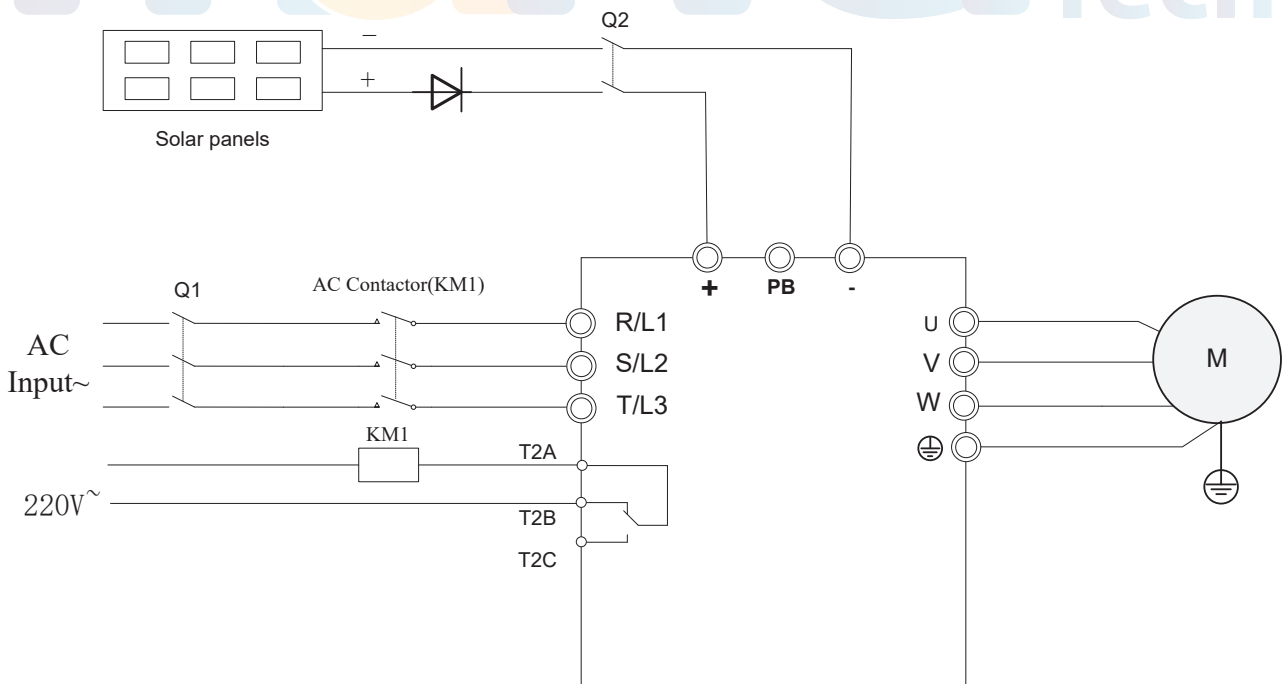 Q2
−
+
Solar panels
+
PB
-
Q1
AC Contactor(KM1)
R/L1
U
AC
Input~
S/L2
V
M
T/L3
W
KM1
T2A
220V~
T2B
T2C